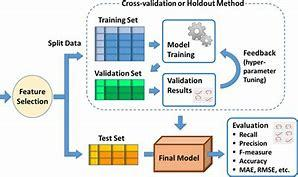 Cross-validation or Holdout Method
Split Data
Training Set
Model
Training
Feedback
(hyper-
parameter
Tuning)
Validation Set
Validation
Results
Feature
Selection
Test Set
Final Model
Evaluation
• Recall
• Precision
• F-measure
• Accuracy
• MAE, RMSE, etc.